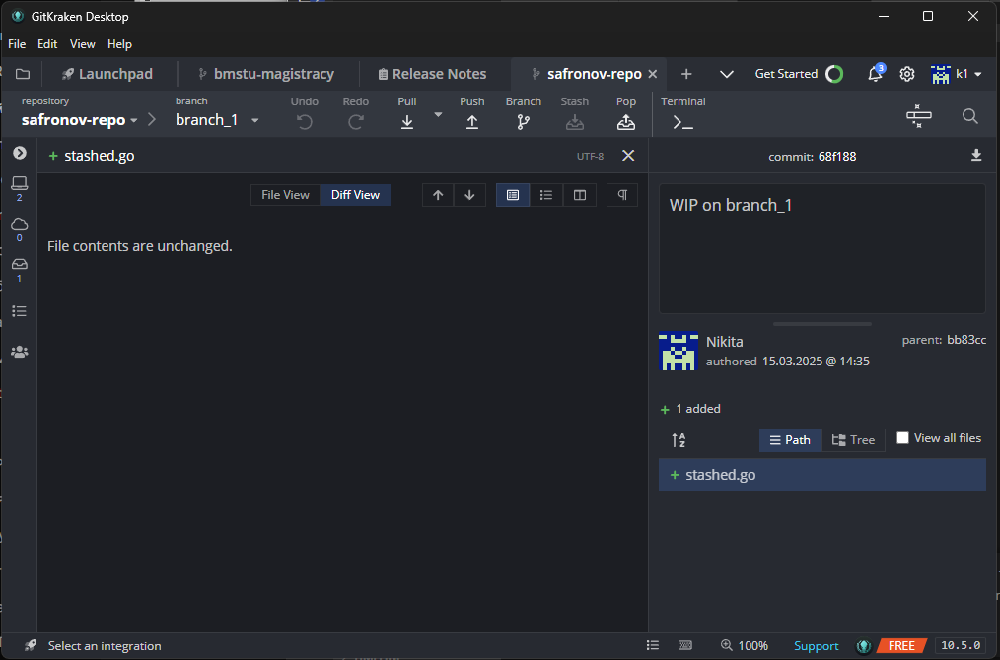 GitKraken Desktop
File Edit View Help
Launchpad bmstu-magistracy Release Notes safronov-repo Get Started 3 k1
repository branch Undo Redo Pull Push Branch Stash Pop Terminal
safronov-repo branch_1
+ stashed.go UTF-8 commit: 68f188
2
0
1
File View Diff View
File contents are unchanged.
WIP on branch_1
Nikita parent: bb83cc
authored 15.03.2025 @ 14:35
+ 1 added
Path Tree View all files
+ stashed.go
Select an integration 100% Support FREE 10.5.0